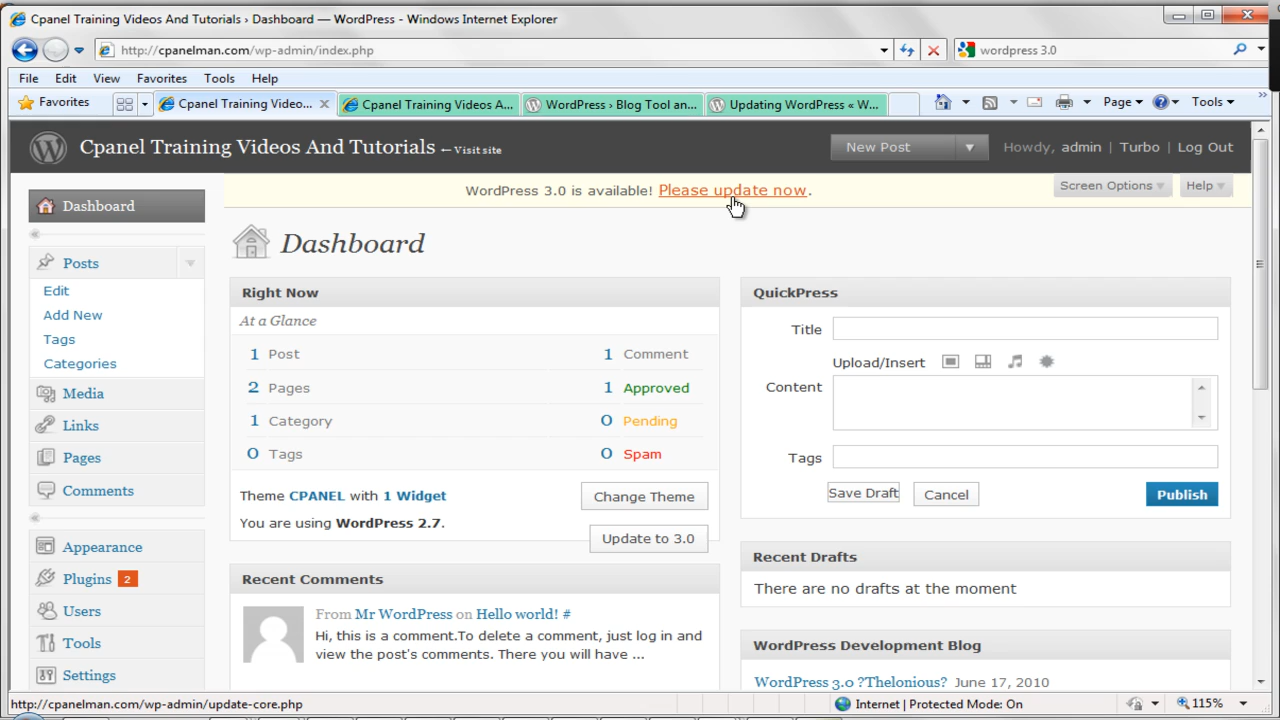 Cpanel Training Videos And Tutorials › Dashboard — WordPress - Windows Internet Explorer
http://cpanelman.com/wp-admin/index.php
wordpress 3.0
File Edit View Favorites Tools Help
Favorites Cpanel Training Video... Cpanel Training Videos A... WordPress › Blog Tool an... Updating WordPress « W... Page Tools
Cpanel Training Videos And Tutorials ← Visit site New Post Howdy, admin | Turbo | Log Out
WordPress 3.0 is available! Please update now. Screen Options Help
Dashboard
Posts
Edit
Add New
Tags
Categories
Media
Links
Pages
Comments
Appearance
Plugins 2
Users
Tools
Settings
Dashboard
Right Now
At a Glance
1 Post 1 Comment
2 Pages 1 Approved
1 Category 0 Pending
0 Tags 0 Spam
Theme CPANEL with 1 Widget Change Theme
You are using WordPress 2.7.
Update to 3.0
Recent Comments
From Mr WordPress on Hello world! #
Hi, this is a comment.To delete a comment, just log in and
view the post's comments. There you will have ...
QuickPress
Title
Upload/Insert
Content
Tags
Save Draft Cancel Publish
Recent Drafts
There are no drafts at the moment
WordPress Development Blog
WordPress 3.0 ?Thelonious? June 17, 2010
http://cpanelman.com/wp-admin/update-core.php Internet | Protected Mode: On 115%